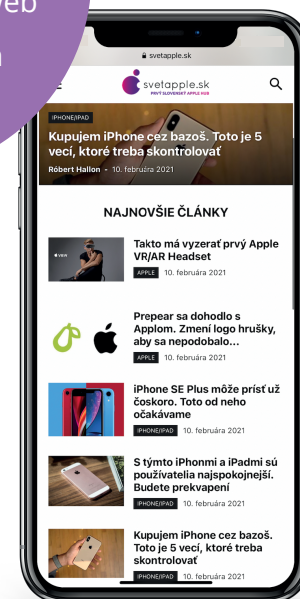 web
svetapple.sk
svetapple.sk
PRVÝ SLOVENSKÝ APPLE HUB
IPHONE/IPAD
Kupujem iPhone cez bazoš. Toto je 5
vecí, ktoré treba skontrolovať
Róbert Hallon - 10. februára 2021
NAJNOVŠIE ČLÁNKY
Takto má vyzerať prvý Apple
VR/AR Headset
APPLE 10. februára 2021
Prepear sa dohodlo s
Applom. Zmení logo hrušky,
aby sa nepodobalo...
APPLE 10. februára 2021
iPhone SE Plus môže prísť už
čoskoro. Toto od neho
očakávame
IPHONE/IPAD 10. februára 2021
S týmito iPhonmi a iPadmi sú
používatelia najspokojnejší.
Budete prekvapení
IPHONE/IPAD 10. februára 2021
Kupujem iPhone cez bazoš.
Toto je 5 vecí, ktoré treba
skontrolovať
IPHONE/IPAD 10. februára 2021